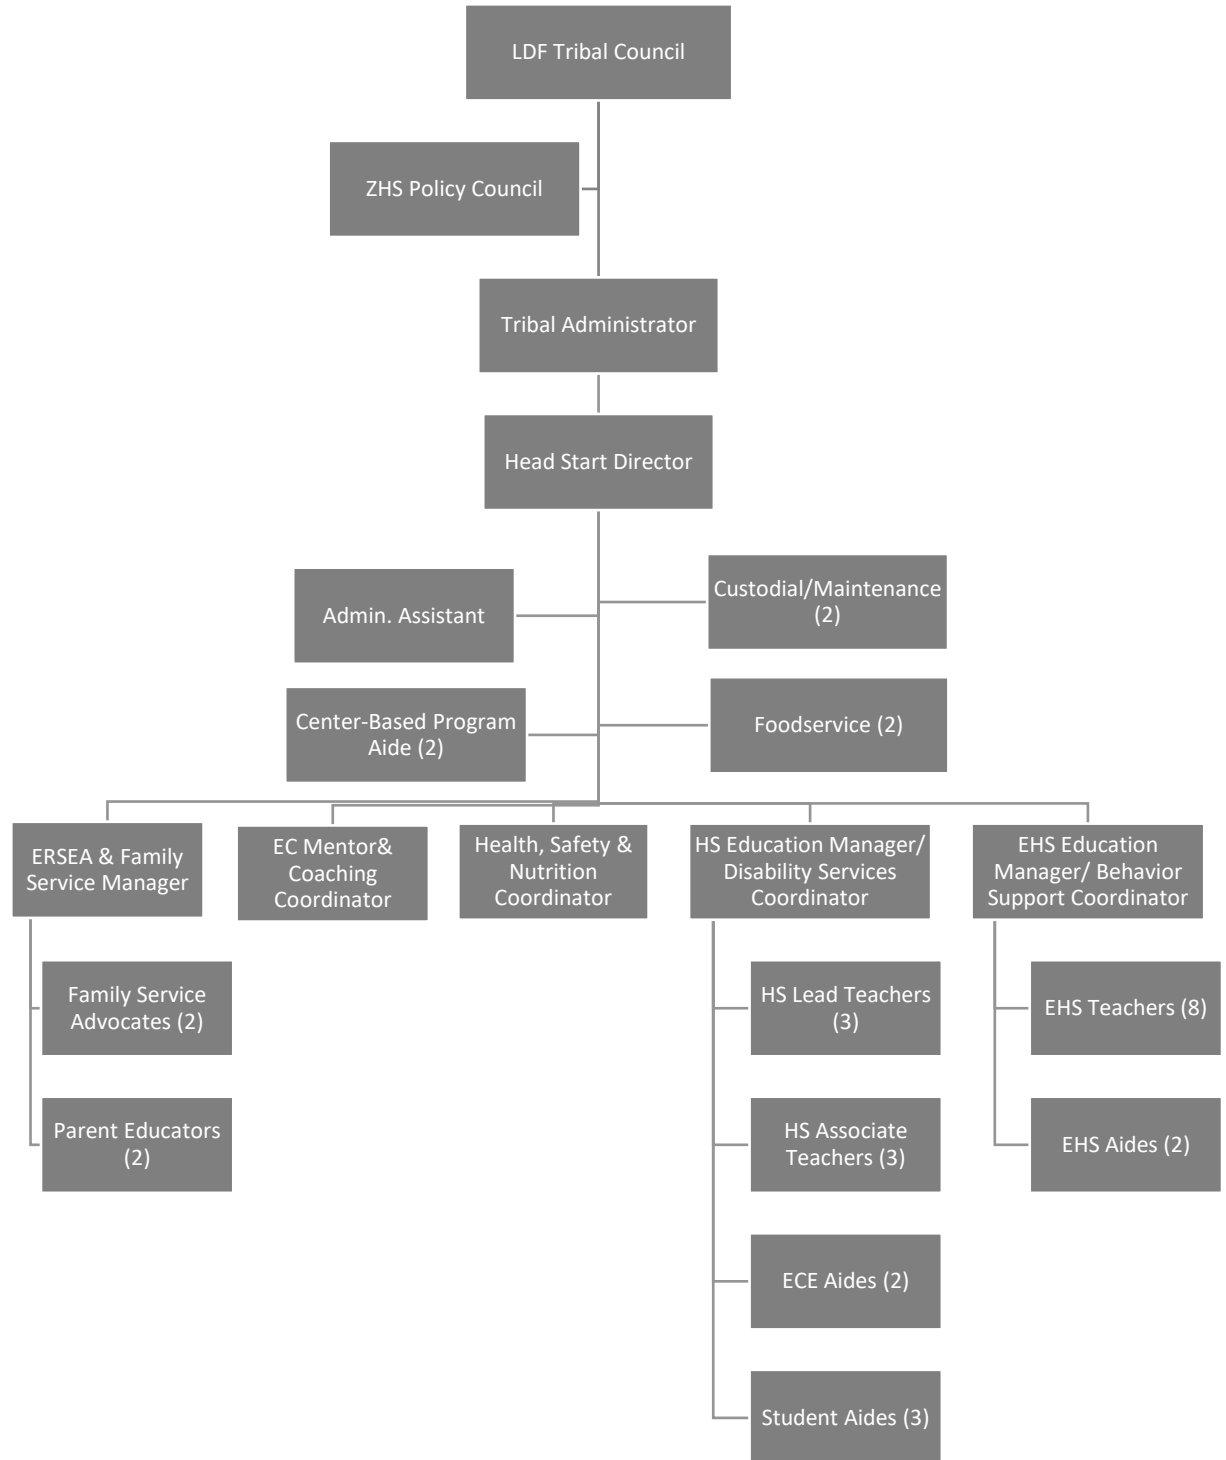 LDF Tribal Council
ZHS Policy Council
Tribal Administrator
Head Start Director
Admin. Assistant
Custodial/Maintenance
(2)
Center-Based Program
Aide (2)
Foodservice (2)
ERSEA & Family
Service Manager
EC Mentor&
Coaching
Coordinator
Health, Safety &
Nutrition
Coordinator
HS Education Manager/
Disability Services
Coordinator
EHS Education
Manager/ Behavior
Support Coordinator
Family Service
Advocates (2)
Parent Educators
(2)
HS Lead Teachers
(3)
HS Associate
Teachers (3)
ECE Aides (2)
Student Aides (3)
EHS Teachers (8)
EHS Aides (2)